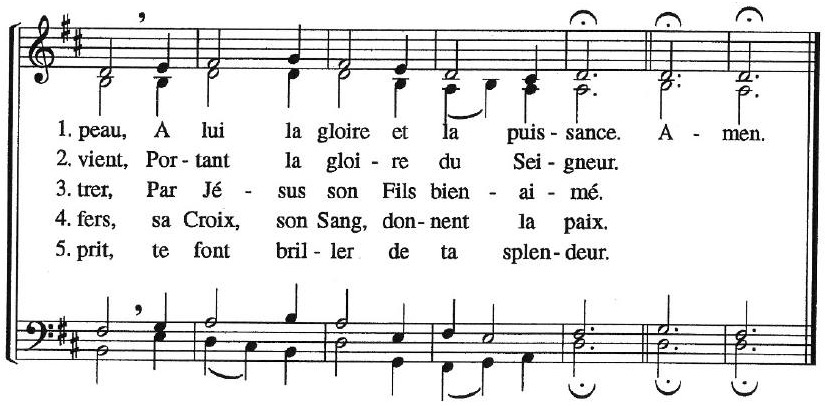 1. peau, A lui la gloire et la puis - sance. A - men.
2. vient, Por - tant la gloi - re du Sei - gneur.
3. trer, Par Jé - sus son Fils bien - ai - mé.
4. fers, sa Croix, son Sang, don - nent la paix.
5. prit, te font bril - ler de ta splen - deur.